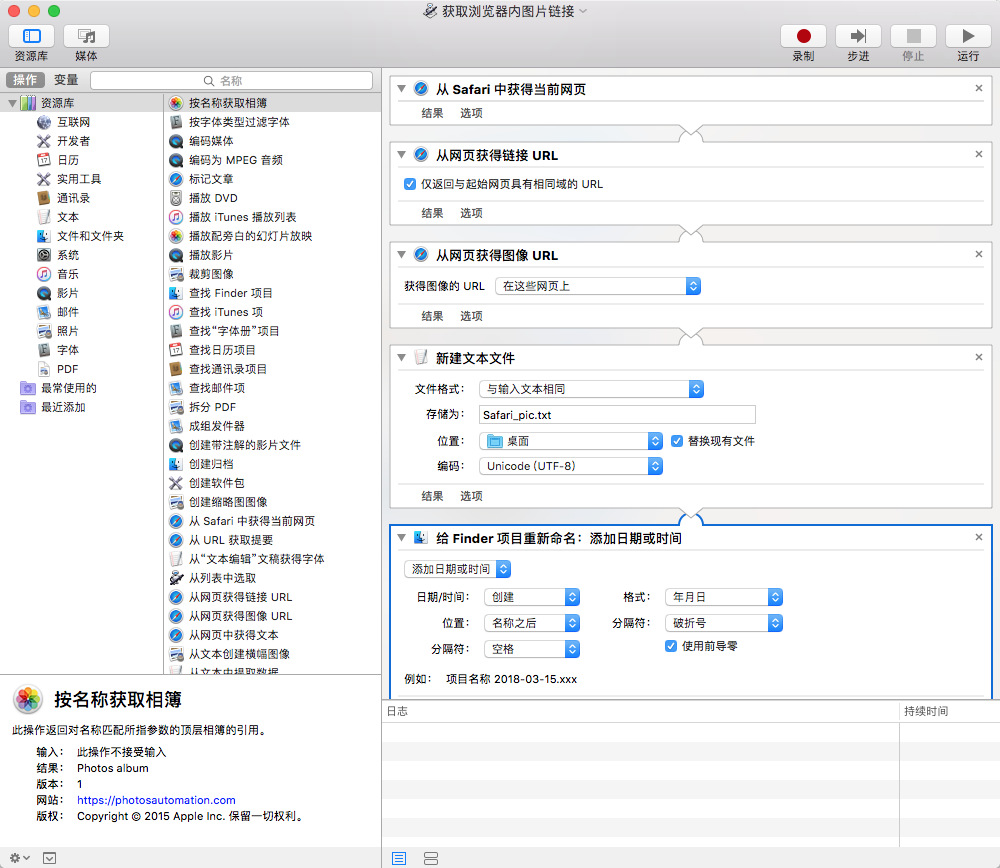 获取浏览器内图片链接
资源库
媒体
录制
步进
停止
运行
操作 变量
名称
资源库
互联网
开发者
日历
实用工具
通讯录
文本
文件和文件夹
系统
音乐
影片
邮件
照片
字体
PDF
最常使用的
最近添加
按名称获取相簿
按字体类型过滤字体
编码媒体
编码为 MPEG 音频
标记文章
播放 DVD
播放 iTunes 播放列表
播放配旁白的幻灯片放映
播放影片
裁剪图像
查找 Finder 项目
查找 iTunes 项
查找“字体册”项目
查找日历项目
查找通讯录项目
查找邮件项
拆分 PDF
成组发件器
创建带注解的影片文件
创建归档
创建软件包
创建缩略图图像
从 Safari 中获得当前网页
从 URL 获取提要
从“文本编辑”文稿获得字体
从列表中选取
从网页获得链接 URL
从网页获得图像 URL
从网页中获得文本
从文本创建横幅图像
从文本中提取数据
按名称获取相簿
此操作返回对名称匹配所指参数的顶层相簿的引用。
输入： 此操作不接受输入
结果： Photos album
版本： 1
网站： https://photosautomation.com
版权： Copyright © 2015 Apple Inc. 保留一切权利。
从 Safari 中获得当前网页
结果 选项
从网页获得链接 URL
仅返回与起始网页具有相同域的 URL
结果 选项
从网页获得图像 URL
获得图像的 URL 在这些网页上
结果 选项
新建文本文件
文件格式： 与输入文本相同
存储为： Safari_pic.txt
位置： 桌面 替换现有文件
编码： Unicode (UTF-8)
结果 选项
给 Finder 项目重新命名：添加日期或时间
添加日期或时间
日期/时间： 创建 格式： 年月日
位置： 名称之后 分隔符： 破折号
分隔符： 空格 使用前导零
例如： 项目名称 2018-03-15.xxx
日志 持续时间